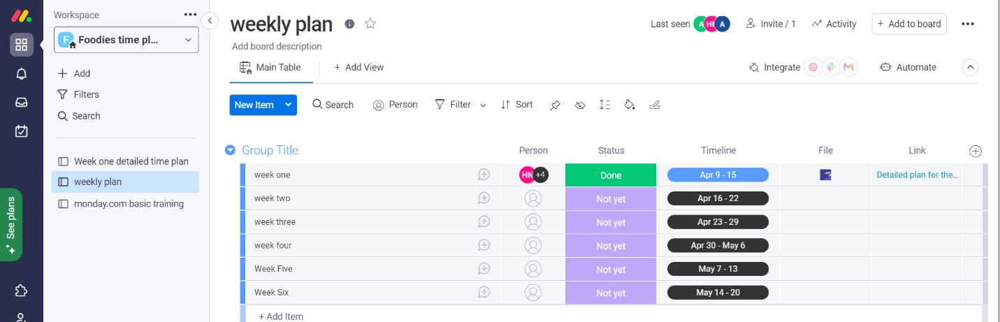 Workspace
F Foodies time pl...
Add
Filters
Search
Week one detailed time plan
weekly plan
monday.com basic training
See plans
weekly plan
Add board description
Last seen A HN A Invite / 1 Activity + Add to board
Main Table + Add View Integrate Automate
New Item Search Person Filter Sort
Group Title Person Status Timeline File Link
week one HN +4 Done Apr 9 - 15 Detailed plan for the...
week two Not yet Apr 16 - 22
week three Not yet Apr 23 - 29
week four Not yet Apr 30 - May 6
Week Five Not yet May 7 - 13
Week Six Not yet May 14 - 20
+ Add Item